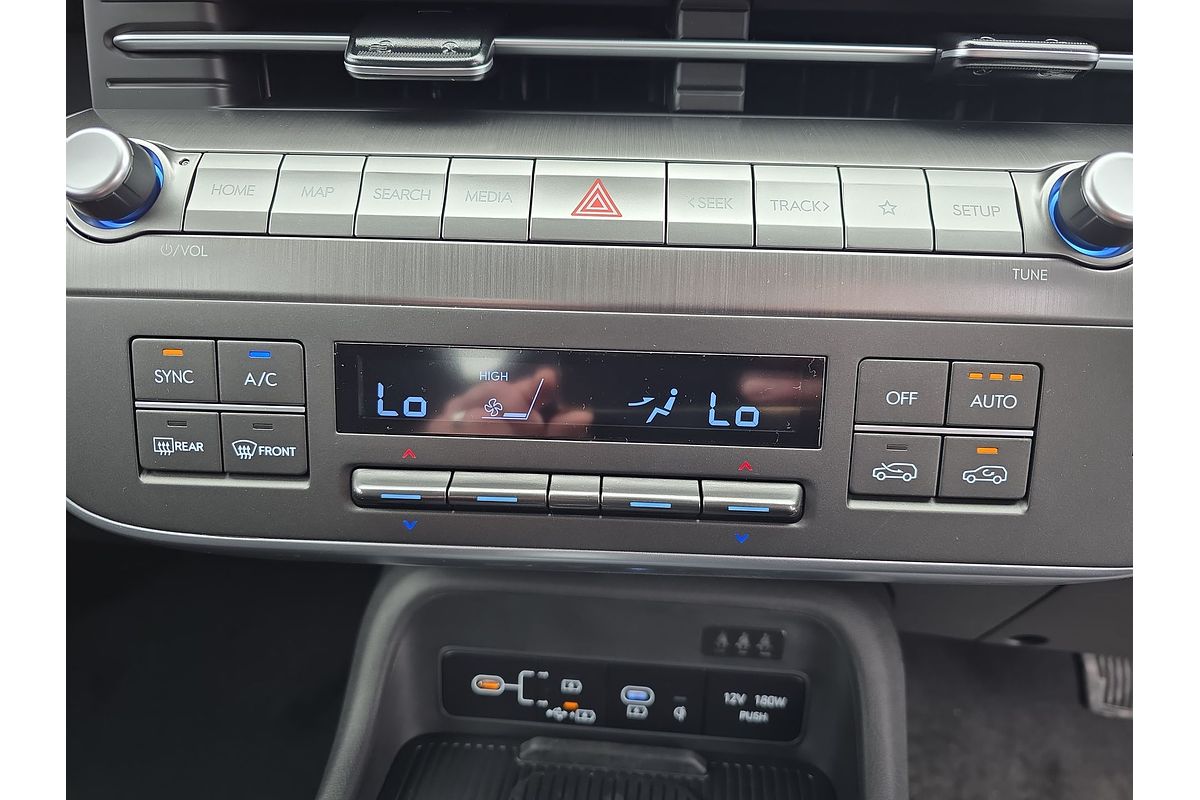 HOME MAP SEARCH MEDIA <SEEK TRACK> SETUP
/VOL
TUNE
SYNC A/C
REAR FRONT
HIGH
Lo Lo
OFF AUTO
12V 180W
PUSH